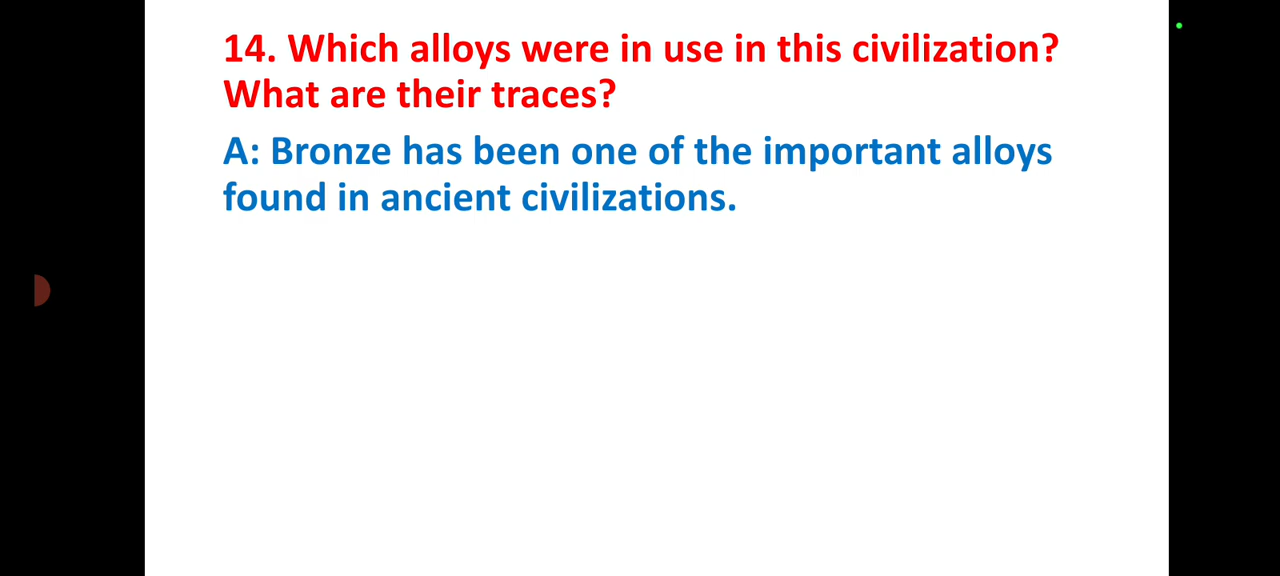 14. Which alloys were in use in this civilization?
What are their traces?
A: Bronze has been one of the important alloys
found in ancient civilizations.